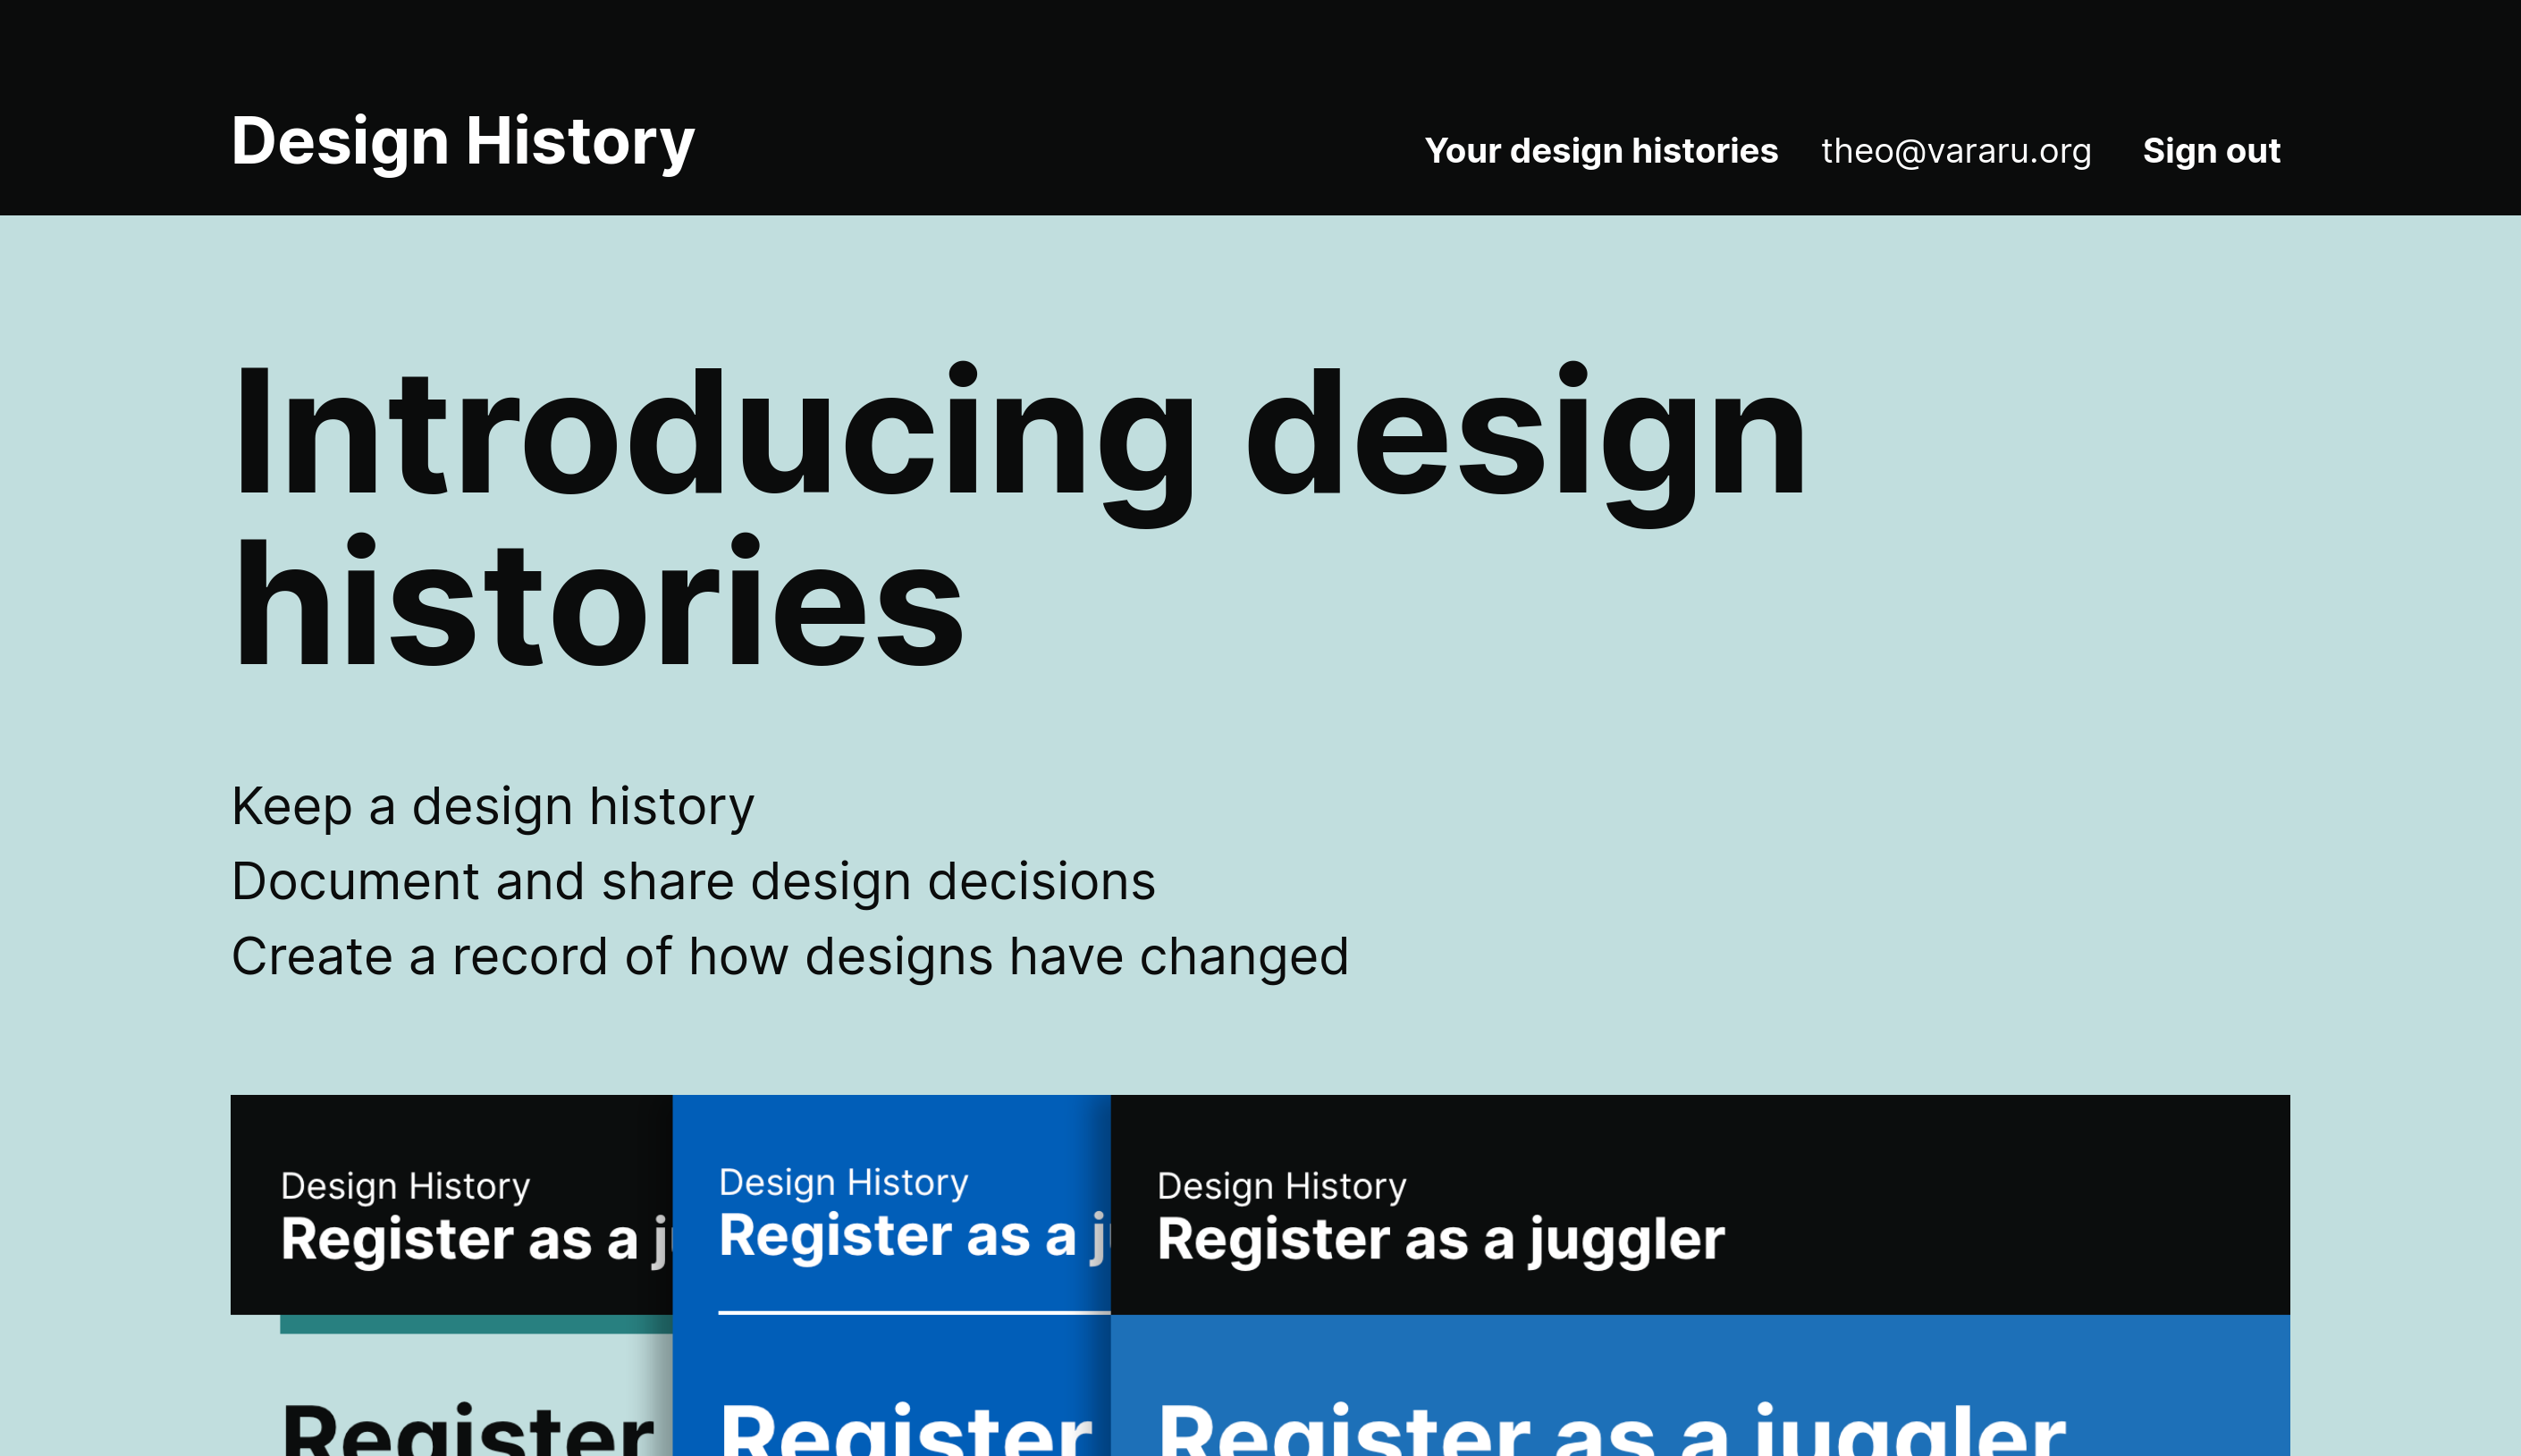 Design History
Your design histories
theo@vararu.org
Sign out
Introducing design
histories
Keep a design history
Document and share design decisions
Create a record of how designs have changed
Design History
Register as a j
Design History
Register as a j
Design History
Register as a juggler
Register
Register
Register as a juggler